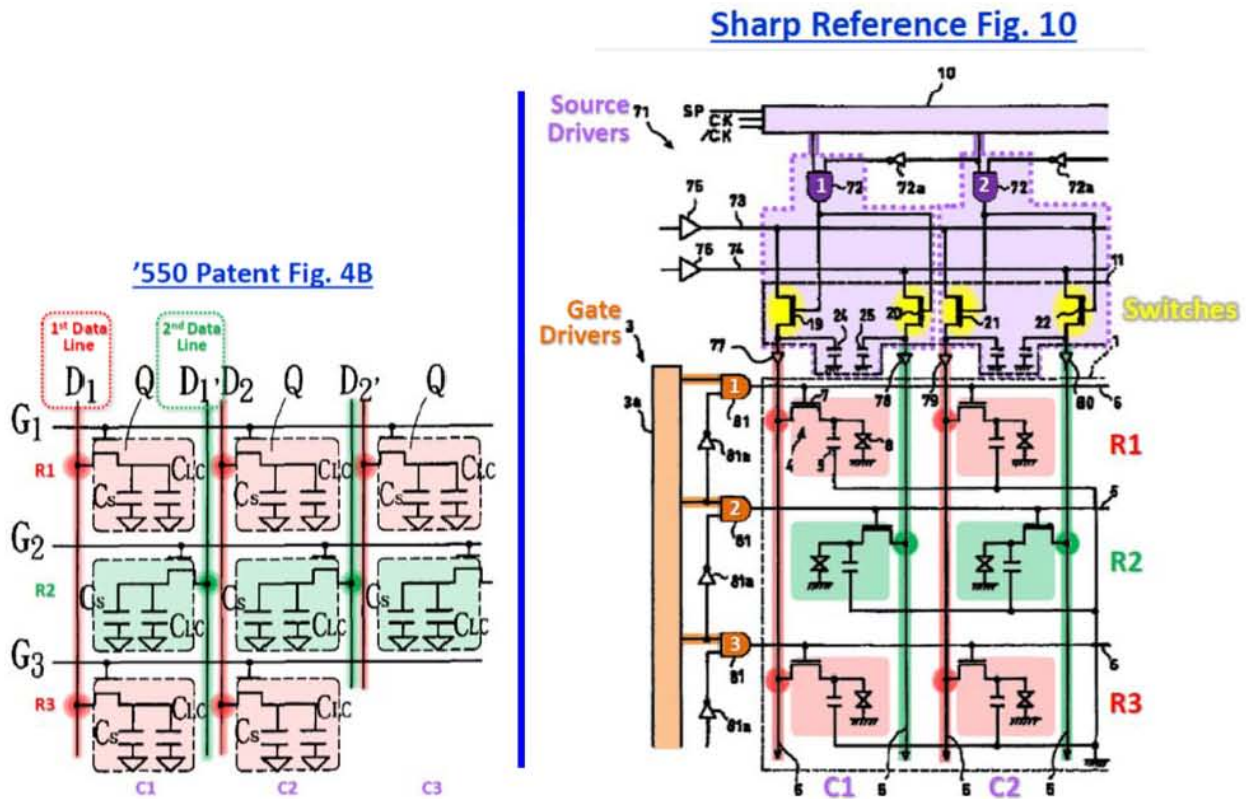 Sharp Reference Fig. 10
Source
Drivers
71
SP
CK
/CK
10
1
72
72a
2
72
72a
75
73
76
74
11
19
24
25
20
21
22
Switches
Gate
Drivers
3
77
1
3a
1
81
7
78
79
80
6
4
9
8
R1
81a
2
81
6
R2
81a
3
81
6
R3
81a
5
C1
5
5
C2
5
'550 Patent Fig. 4B
1st Data
Line
2nd Data
Line
D1 Q D1' D2 Q D2' Q
G1
R1
CS CLC CS CLC CS CLC
G2
R2
CS CLC CS CLC CS CLC
G3
R3
CS CLC CS CLC
C1 C2 C3